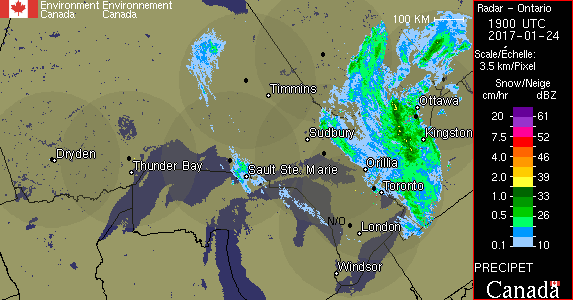 Environment Environnement
Canada Canada
100 KM
Timmins
Ottawa
Sudbury
Kingston
Dryden
Thunder Bay
Sault Ste. Marie
Orillia
Toronto
N/O
London
Windsor
Radar - Ontario
1900 UTC
2017-01-24
Scale/Échelle:
3.5 km/Pixel
Snow/Neige
cm/hr dBZ
20 61
7.5 52
4.0 46
2.0 39
1.0 33
0.5 26
0.1 10
PRECIPET
Canada